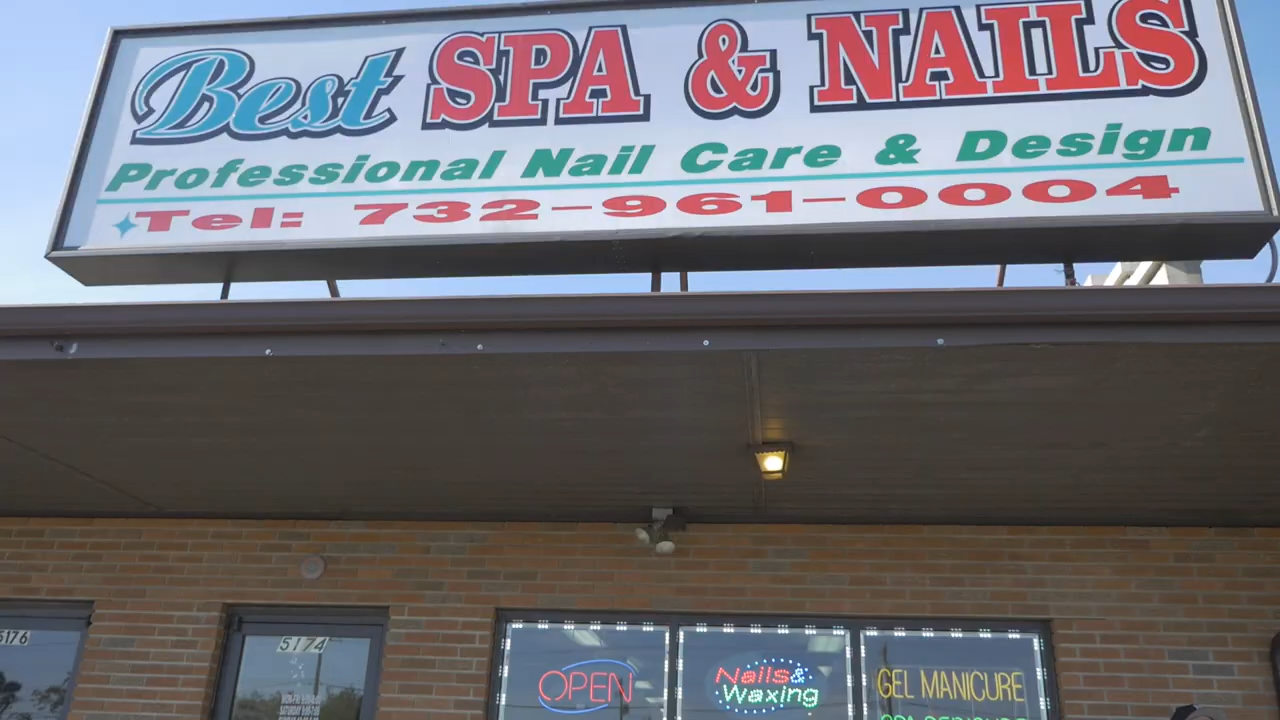 Best SPA & NAILS
Professional Nail Care & Design
Tel: 732-961-0004
5176
5174
OPEN
Nails&
Waxing
GEL MANICURE